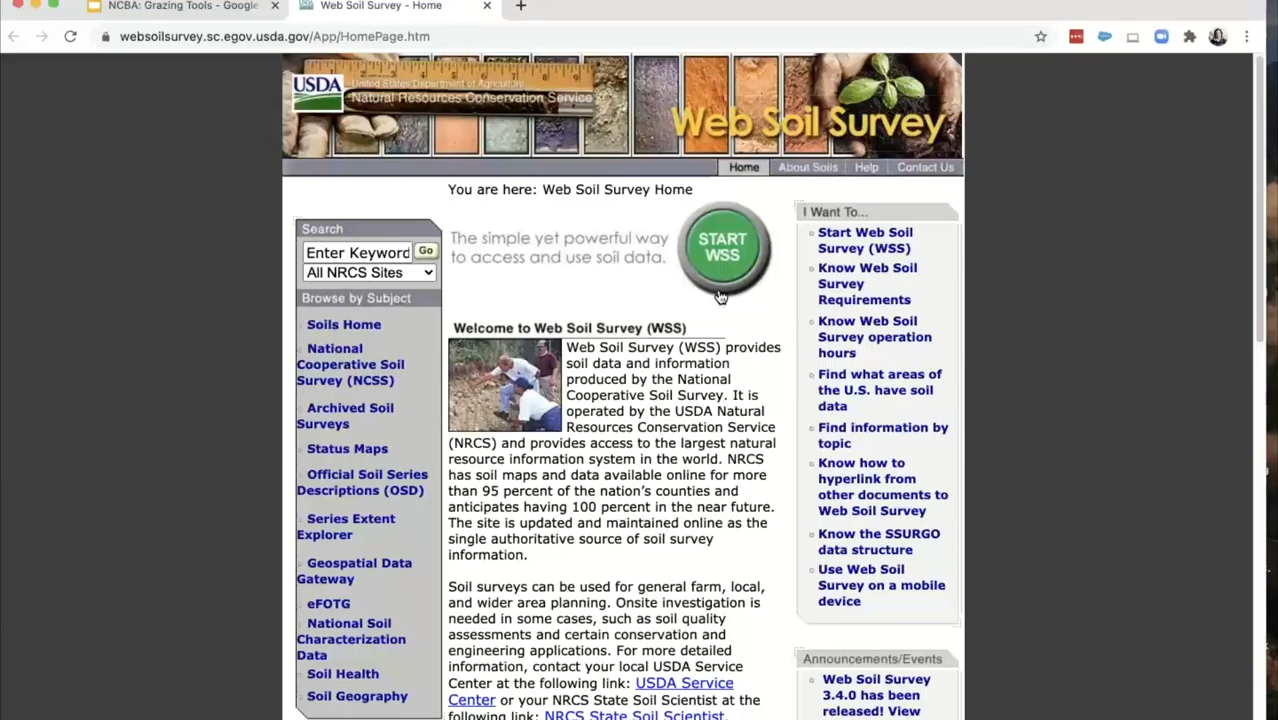 NCBA: Grazing Tools - Google
Web Soil Survey - Home
websoilsurvey.sc.egov.usda.gov/App/HomePage.htm
USDA
United States Department of Agriculture
Natural Resources Conservation Service
Web Soil Survey
Home
About Soils
Help
Contact Us
You are here: Web Soil Survey Home
Search
Enter Keyword
Go
All NRCS Sites
Browse by Subject
Soils Home
National
Cooperative Soil
Survey (NCSS)
Archived Soil
Surveys
Status Maps
Official Soil Series
Descriptions (OSD)
Series Extent
Explorer
Geospatial Data
Gateway
eFOTG
National Soil
Characterization
Data
Soil Health
Soil Geography
The simple yet powerful way
to access and use soil data.
START
WSS
Welcome to Web Soil Survey (WSS)
Web Soil Survey (WSS) provides
soil data and information
produced by the National
Cooperative Soil Survey. It is
operated by the USDA Natural
Resources Conservation Service
(NRCS) and provides access to the largest natural
resource information system in the world. NRCS
has soil maps and data available online for more
than 95 percent of the nation's counties and
anticipates having 100 percent in the near future.
The site is updated and maintained online as the
single authoritative source of soil survey
information.
Soil surveys can be used for general farm, local,
and wider area planning. Onsite investigation is
needed in some cases, such as soil quality
assessments and certain conservation and
engineering applications. For more detailed
information, contact your local USDA Service
Center at the following link: USDA Service
Center or your NRCS State Soil Scientist at the
following link: NRCS State Soil Scientist.
I Want To...
Start Web Soil
Survey (WSS)
Know Web Soil
Survey
Requirements
Know Web Soil
Survey operation
hours
Find what areas of
the U.S. have soil
data
Find information by
topic
Know how to
hyperlink from
other documents to
Web Soil Survey
Know the SSURGO
data structure
Use Web Soil
Survey on a mobile
device
Announcements/Events
Web Soil Survey
3.4.0 has been
released! View